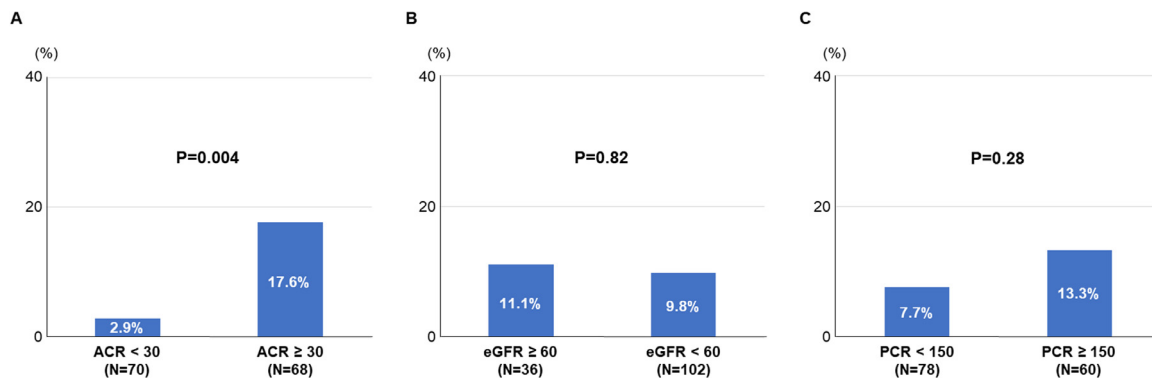 A
(%)
40
P=0.004
20
17.6%
2.9%
0
ACR < 30
(N=70)
ACR ≥ 30
(N=68)
B
(%)
40
P=0.82
20
11.1%
9.8%
0
eGFR ≥ 60
(N=36)
eGFR < 60
(N=102)
C
(%)
40
P=0.28
20
13.3%
7.7%
0
PCR < 150
(N=78)
PCR ≥ 150
(N=60)